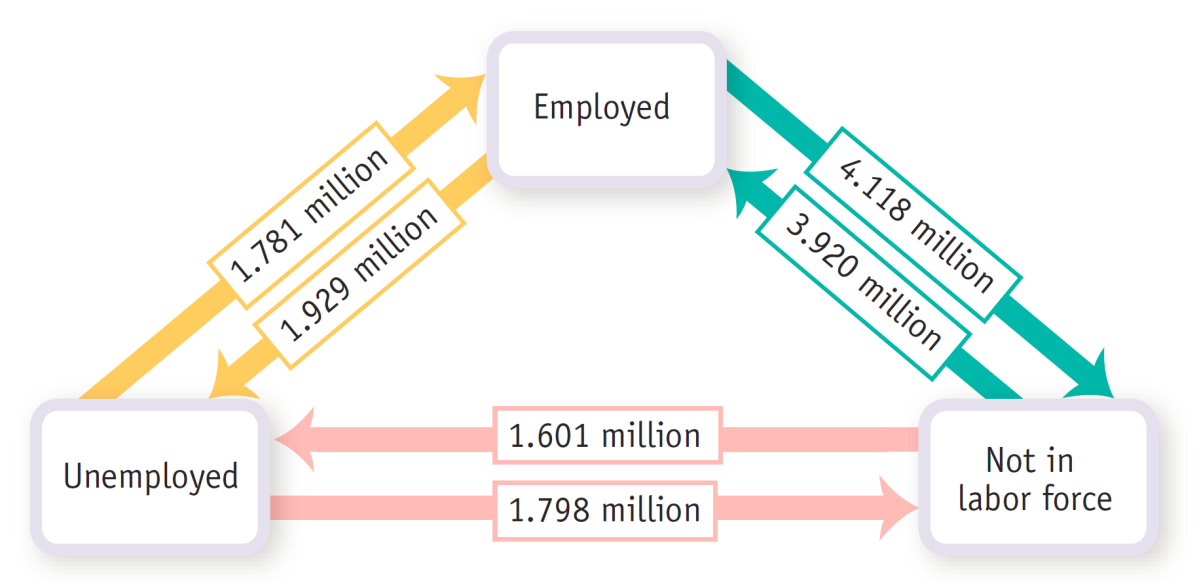 Employed
1.781 million
1.929 million
4.118 million
3.920 million
1.601 million
Unemployed
1.798 million
Not in
labor force